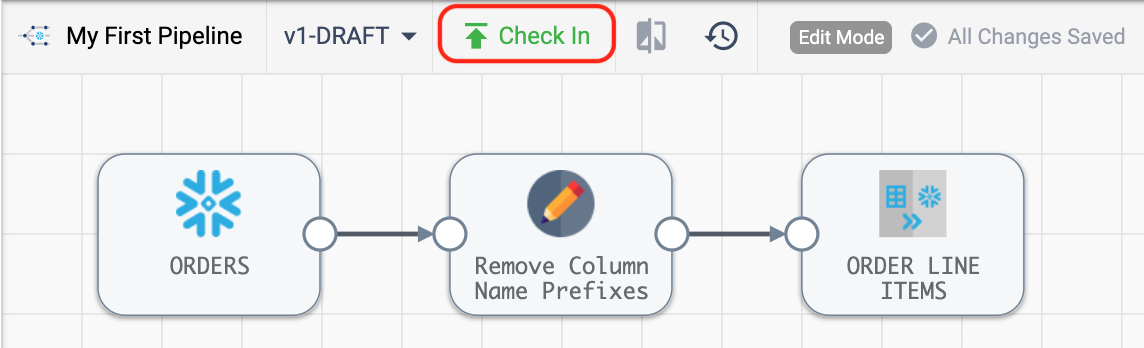 My First Pipeline v1-DRAFT Check In Edit Mode All Changes Saved
ORDERS
Remove Column
Name Prefixes
ORDER LINE
ITEMS